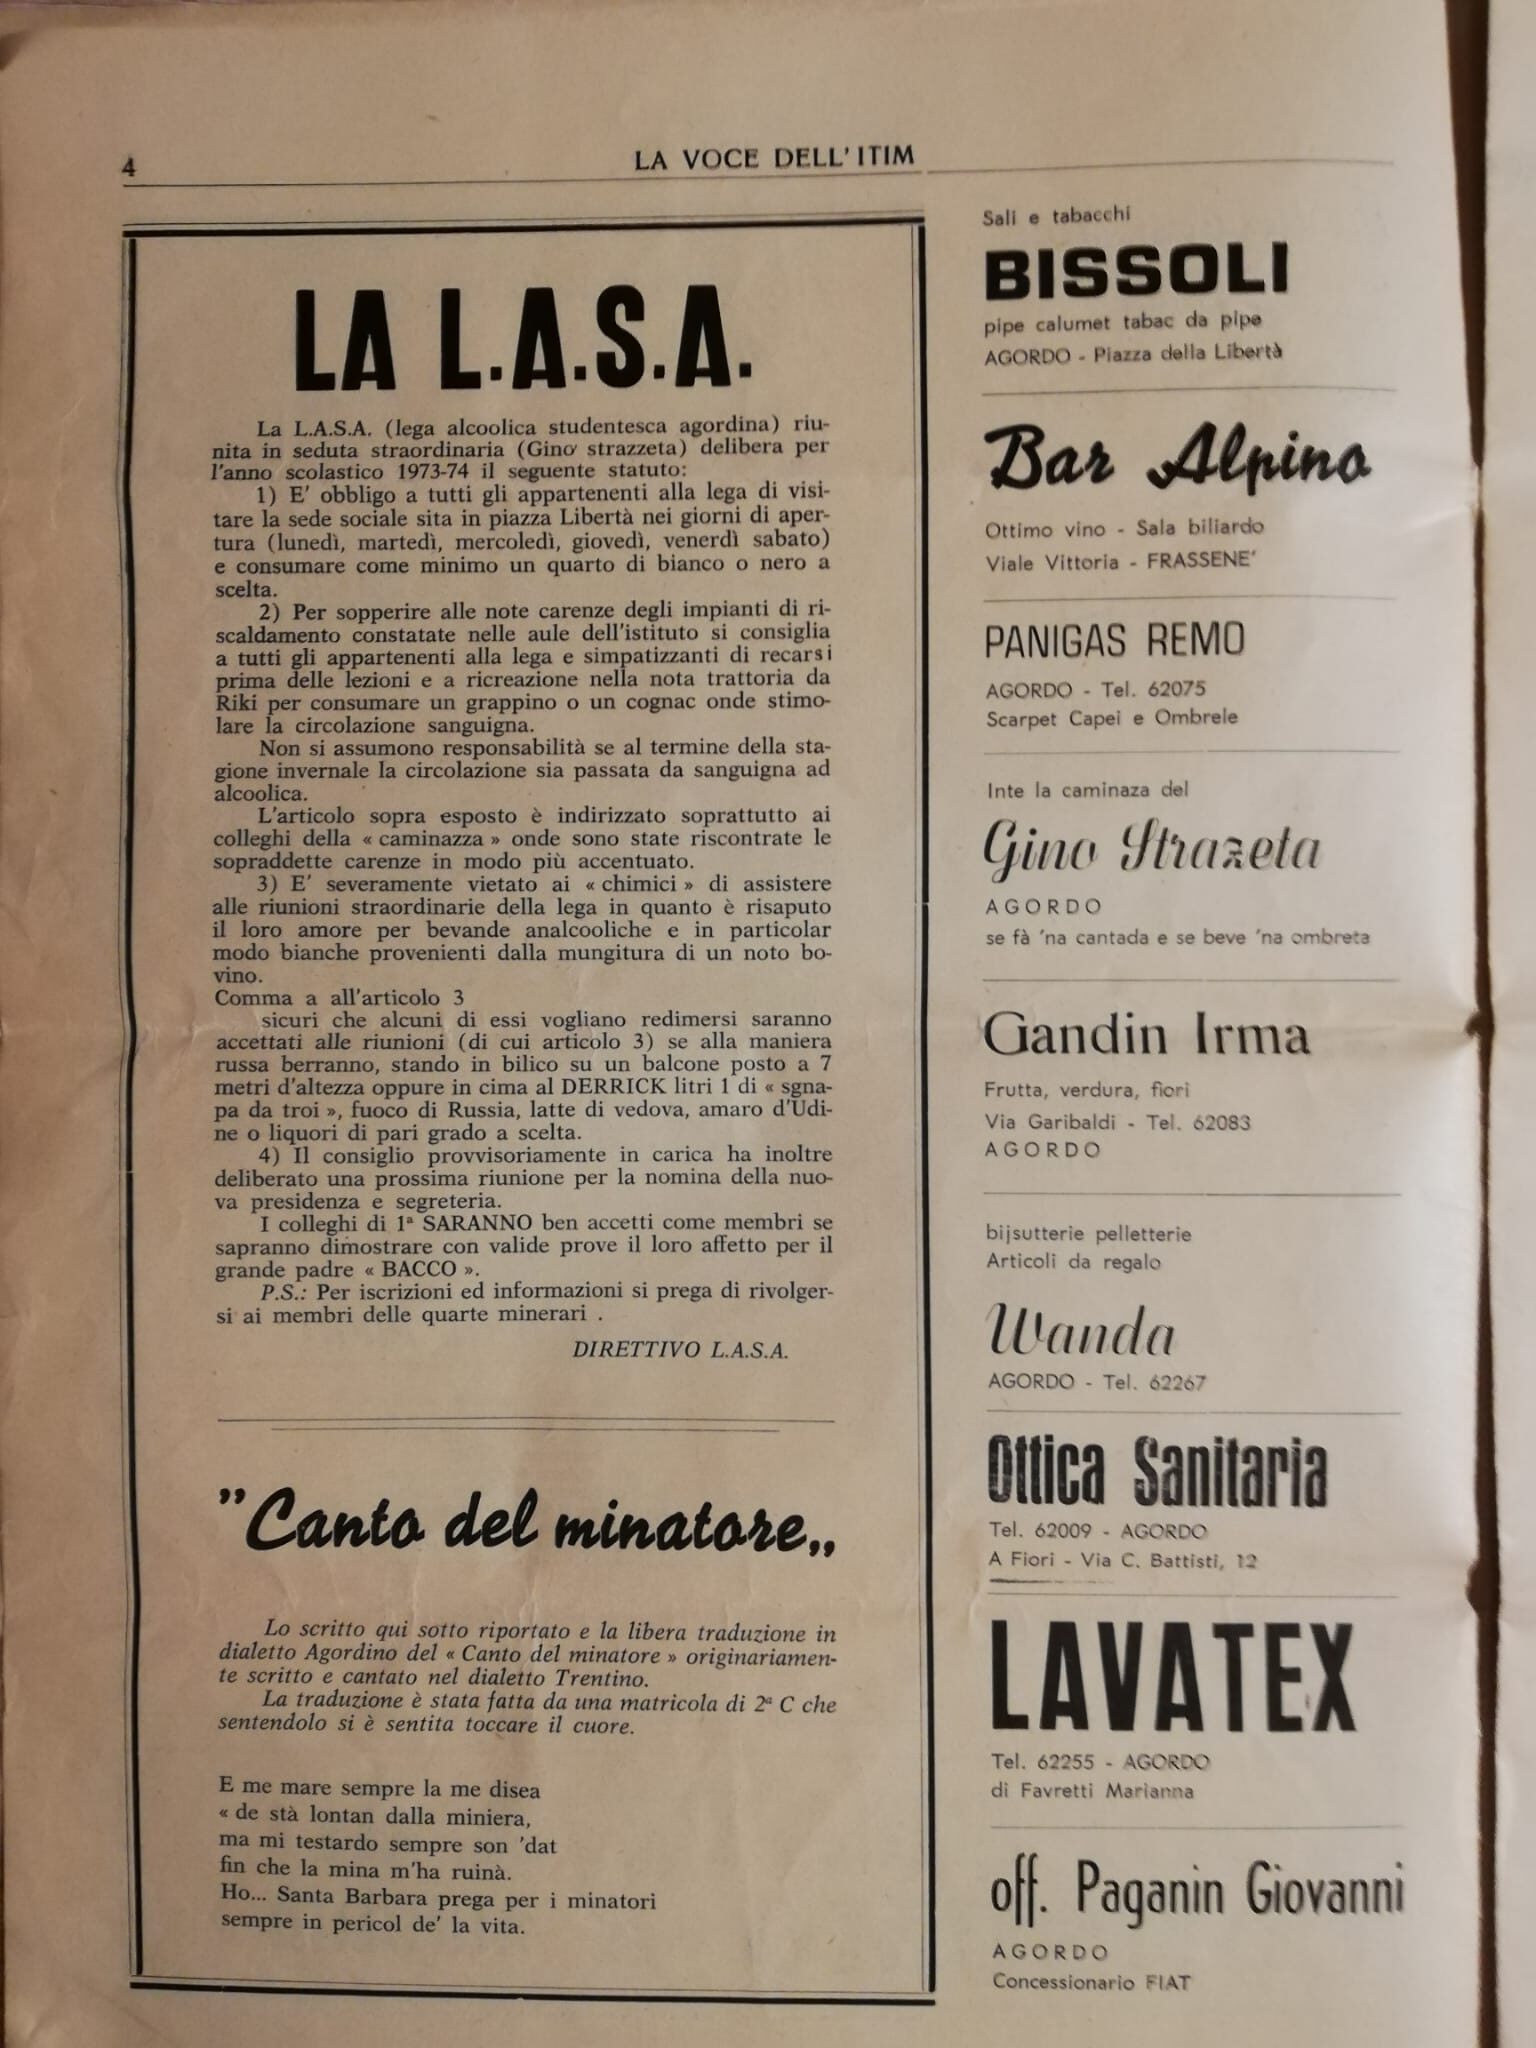 4
LA VOCE DELL'ITIM
LA L.A.S.A.
La L.A.S.A. (lega alcoolica studentesca agordina) riu-
nita in seduta straordinaria (Gino strazzeta) delibera per
l'anno scolastico 1973-74 il seguente statuto:
1) E' obbligo a tutti gli appartenenti alla lega di visi-
tare la sede sociale sita in piazza Libertà nei giorni di aper-
tura (lunedì, martedì, mercoledì, giovedì, venerdì sabato)
e consumare come minimo un quarto di bianco o nero a
scelta.
2) Per sopperire alle note carenze degli impianti di ri-
scaldamento constatate nelle aule dell'istituto si consiglia
a tutti gli appartenenti alla lega e simpatizzanti di recarsi
prima delle lezioni e a ricreazione nella nota trattoria da
Riki per consumare un grappino o un cognac onde stimo-
lare la circolazione sanguigna.
Non si assumono responsabilità se al termine della sta-
gione invernale la circolazione sia passata da sanguigna ad
alcoolica.
L'articolo sopra esposto è indirizzato soprattutto ai
colleghi della « caminazza » onde sono state riscontrate le
sopraddette carenze in modo più accentuato.
3) E' severamente vietato ai « chimici » di assistere
alle riunioni straordinarie della lega in quanto è risaputo
il loro amore per bevande analcooliche e in particolar
modo bianche provenienti dalla mungitura di un noto bo-
vino.
Comma a all'articolo 3
sicuri che alcuni di essi vogliano redimersi saranno
accettati alle riunioni (di cui articolo 3) se alla maniera
russa berranno, stando in bilico su un balcone posto a 7
metri d'altezza oppure in cima al DERRICK litri 1 di « sgna-
pa da troi », fuoco di Russia, latte di vedova, amaro d'Udi-
ne o liquori di pari grado a scelta.
4) Il consiglio provvisoriamente in carica ha inoltre
deliberato una prossima riunione per la nomina della nuo-
va presidenza e segreteria.
I colleghi di 1ª SARANNO ben accetti come membri se
sapranno dimostrare con valide prove il loro affetto per il
grande padre « BACCO ».
P.S.: Per iscrizioni ed informazioni si prega di rivolger-
si ai membri delle quarte minerari .
DIRETTIVO L.A.S.A.
"Canto del minatore„
Lo scritto qui sotto riportato e la libera traduzione in
dialetto Agordino del « Canto del minatore » originariamen-
te scritto e cantato nel dialetto Trentino.
La traduzione è stata fatta da una matricola di 2ª C che
sentendolo si è sentita toccare il cuore.
E me mare sempre la me disea
« de stà lontan dalla miniera,
ma mi testardo sempre son 'dat
fin che la mina m'ha ruinà.
Ho... Santa Barbara prega per i minatori
sempre in pericol de' la vita.
Sali e tabacchi
BISSOLI
pipe calumet tabac da pipe
AGORDO - Piazza della Libertà
Bar Alpino
Ottimo vino - Sala biliardo
Viale Vittoria - FRASSENE'
PANIGAS REMO
AGORDO - Tel. 62075
Scarpet Capei e Ombrele
Inte la caminaza del
Gino Strazeta
AGORDO
se fà 'na cantada e se beve 'na ombreta
Gandin Irma
Frutta, verdura, fiori
Via Garibaldi - Tel. 62083
AGORDO
bijsutterie pelletterie
Articoli da regalo
Wanda
AGORDO - Tel. 62267
Ottica Sanitaria
Tel. 62009 - AGORDO
A Fiori - Via C. Battisti, 12
LAVATEX
Tel. 62255 - AGORDO
di Favretti Marianna
off. Paganin Giovanni
AGORDO
Concessionario FIAT